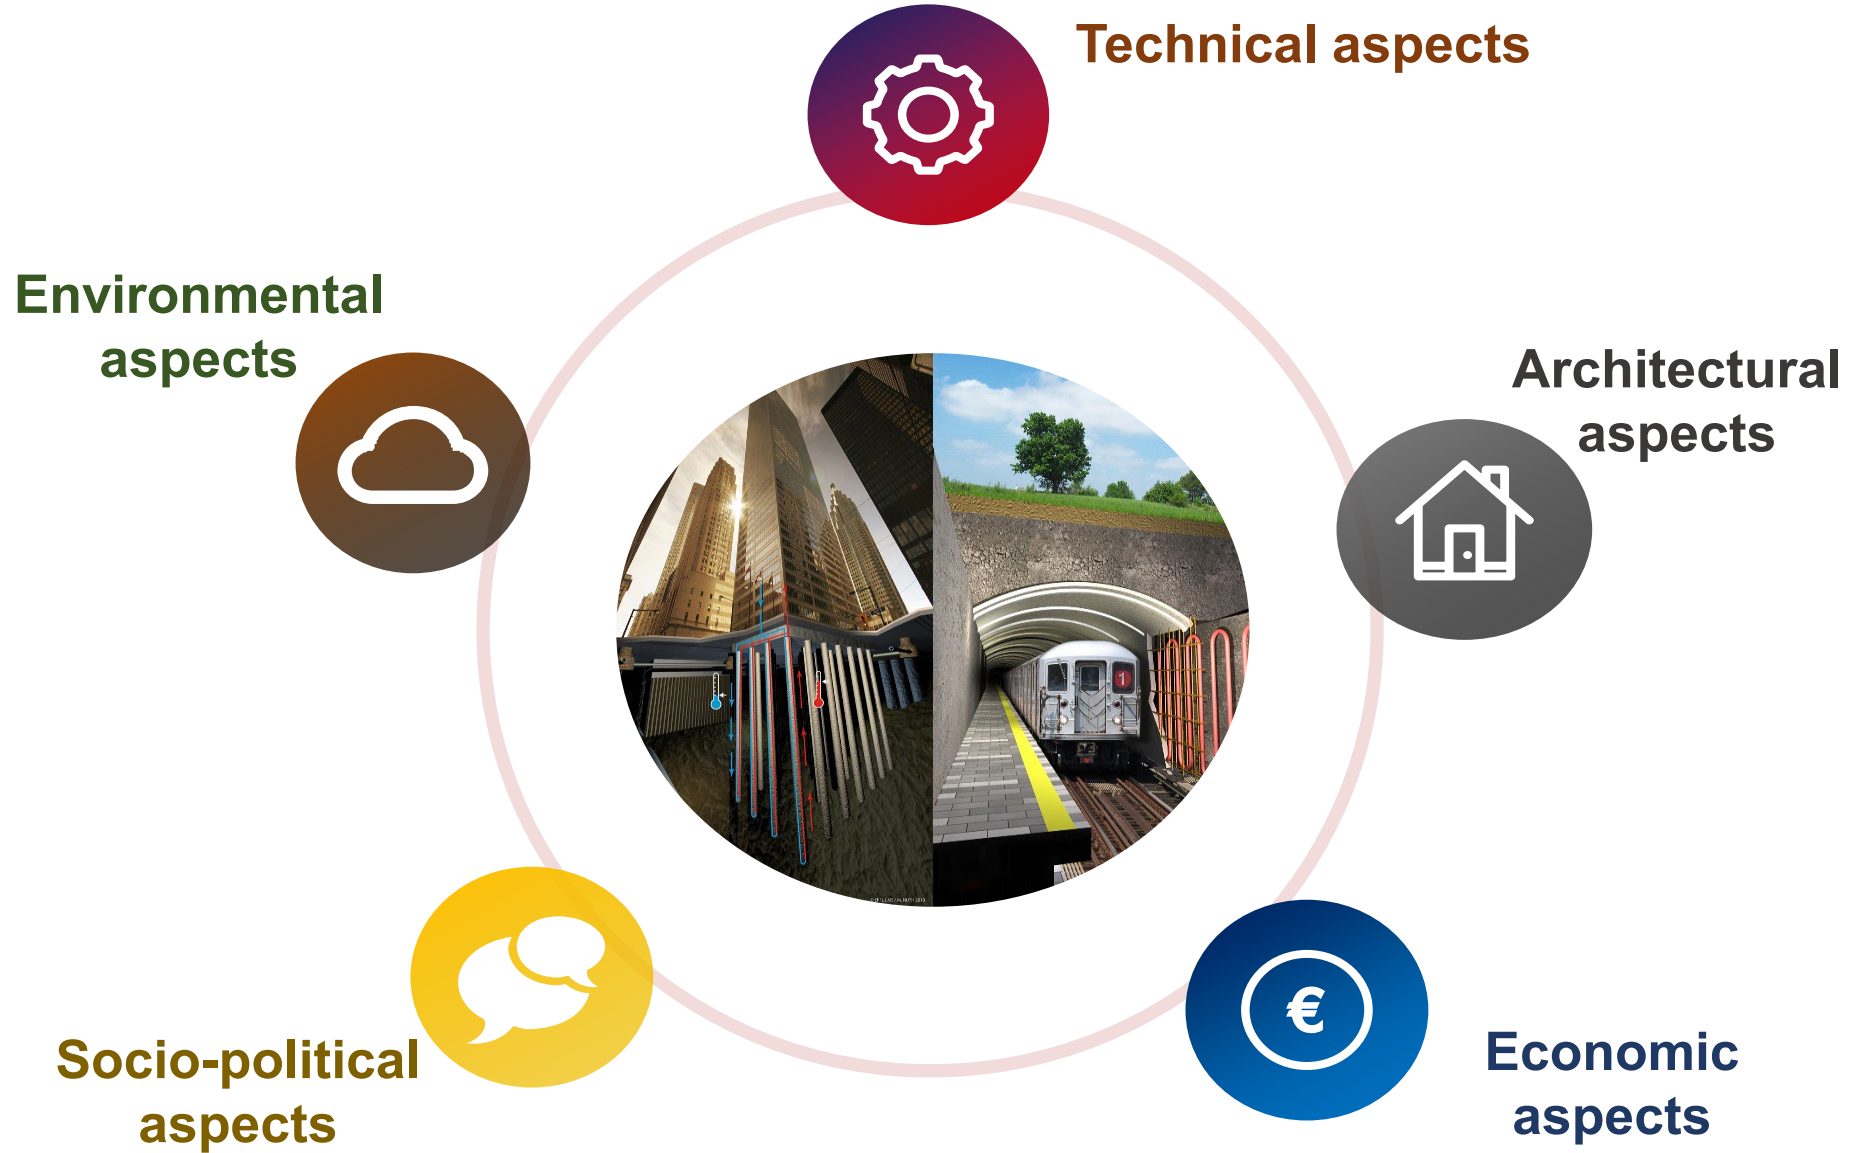 Technical aspects
Environmental
aspects
Architectural
aspects
1
€
Socio-political
aspects
Economic
aspects